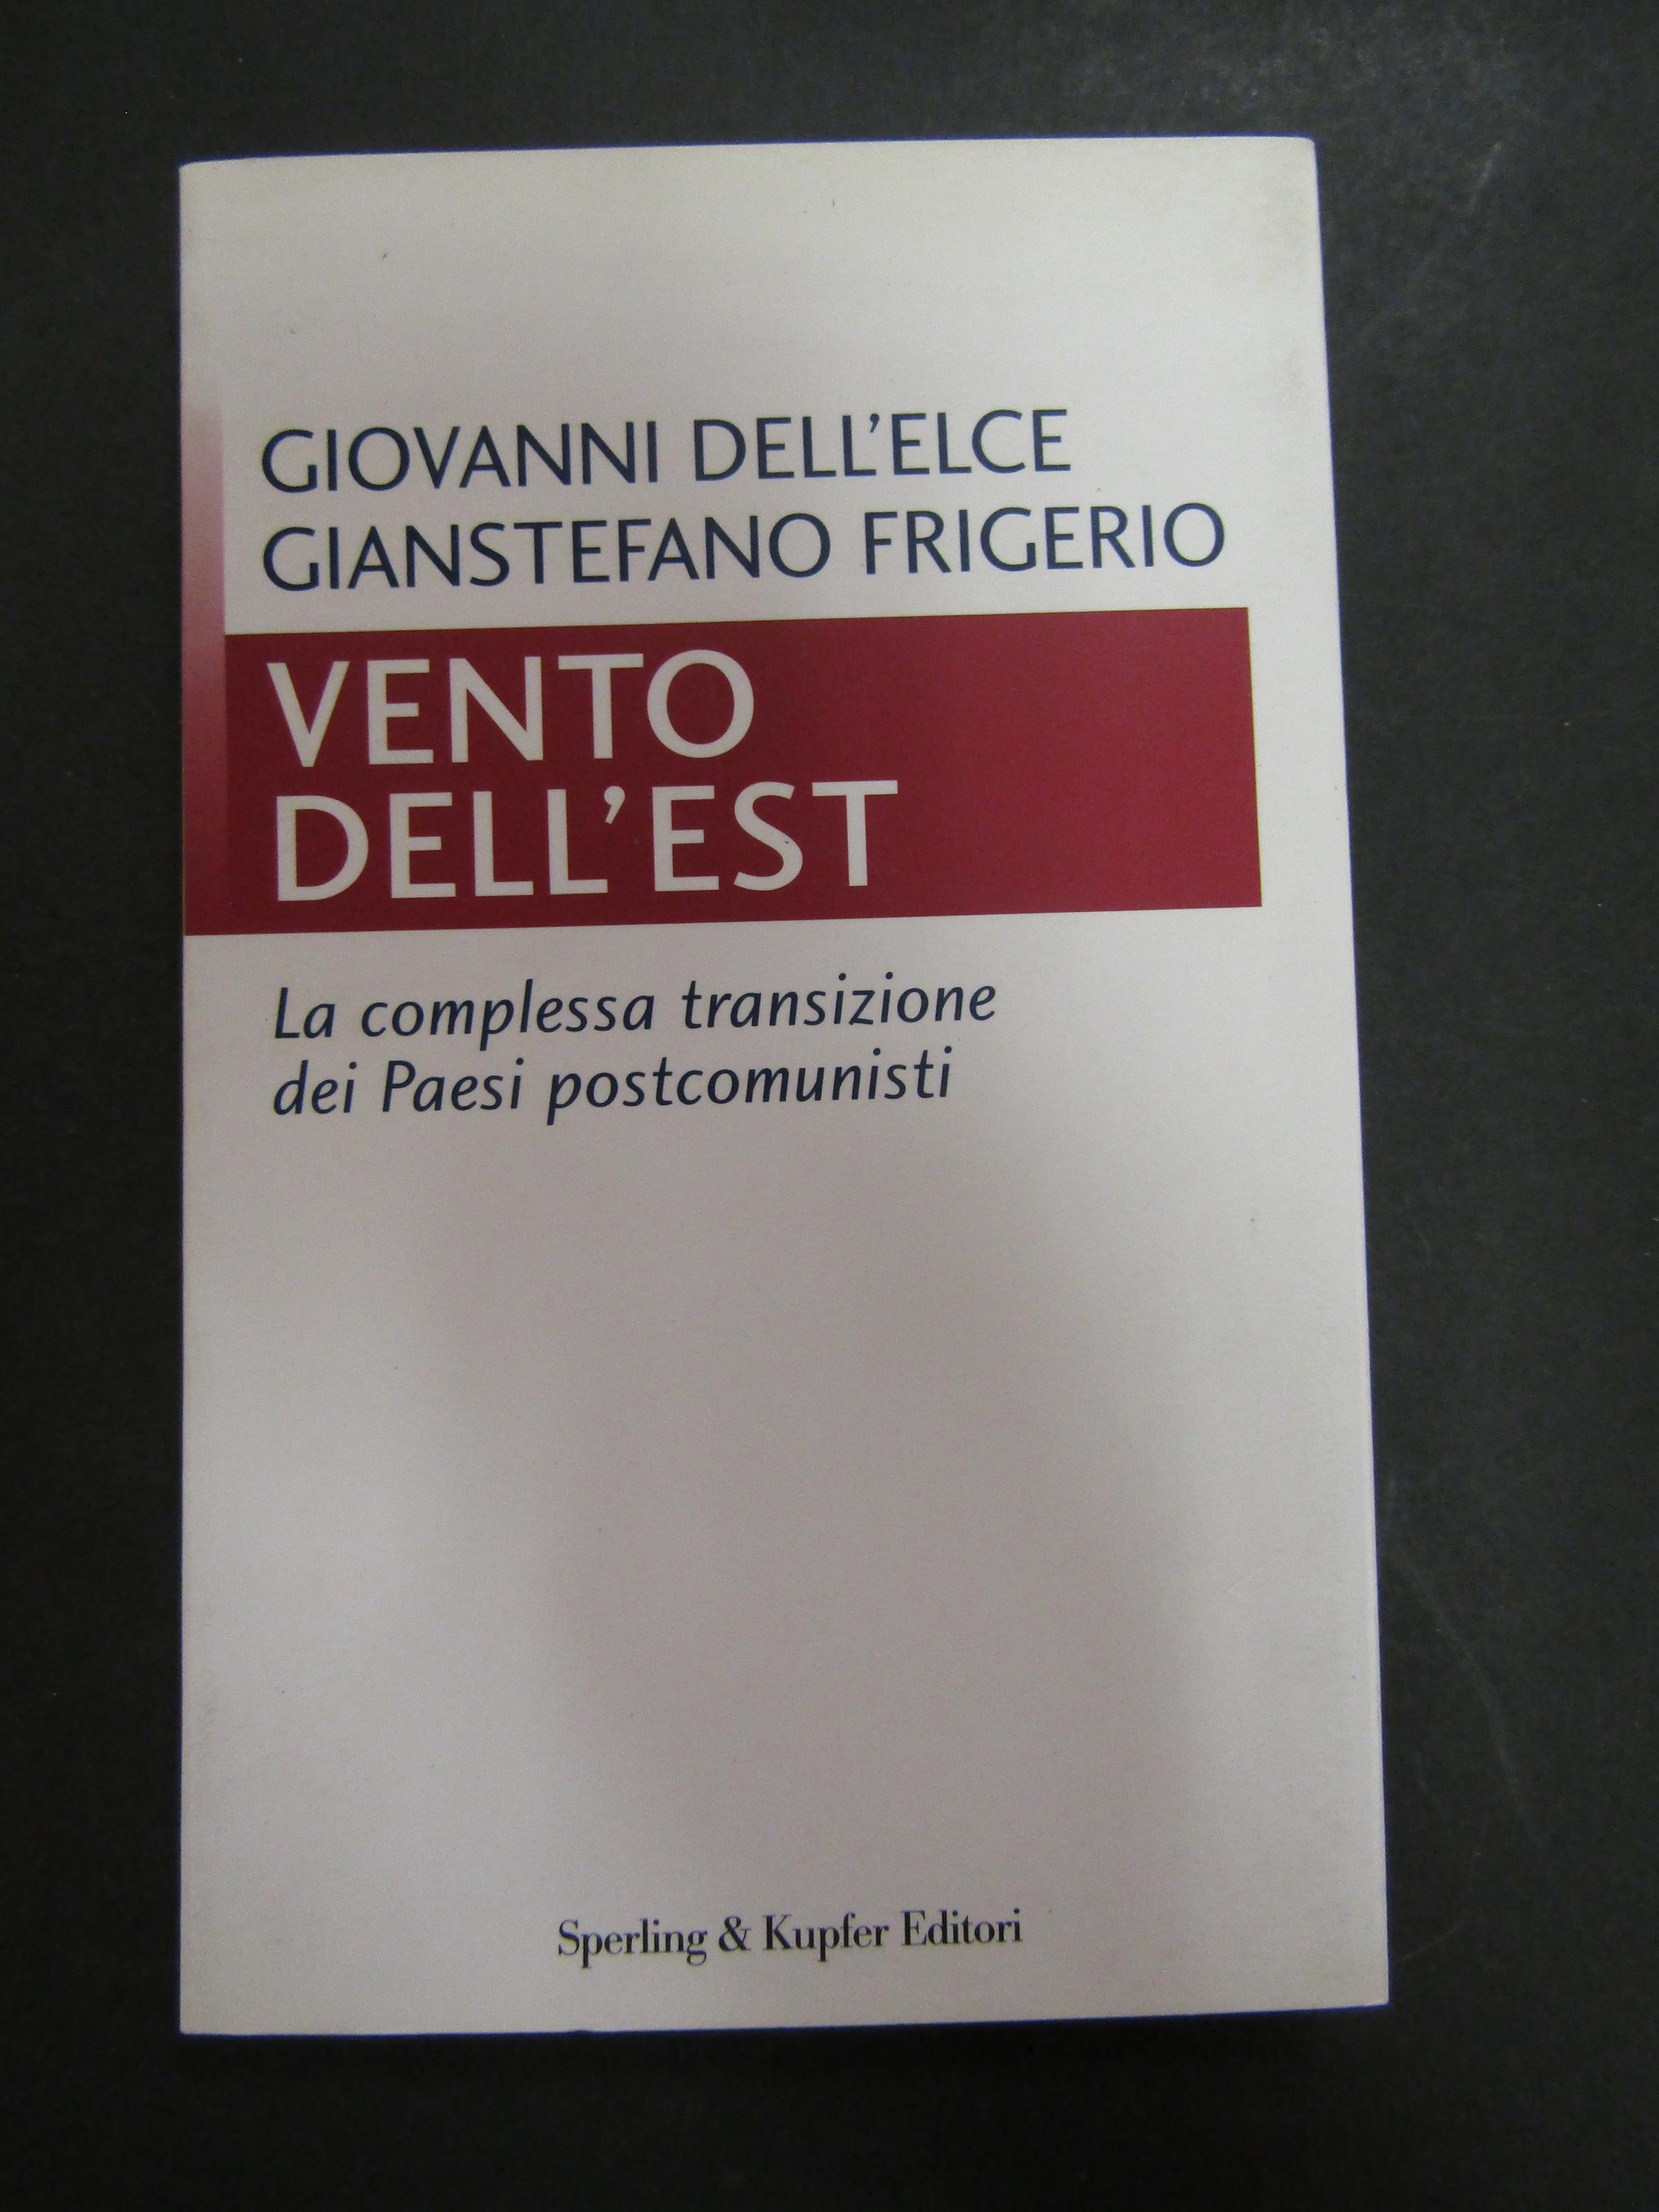 GIOVANNI DELL'ELCE
GIANSTEFANO FRIGERIO
VENTO
DELL'EST
La complessa transizione
dei Paesi postcomunisti
Sperling & Kupfer Editori